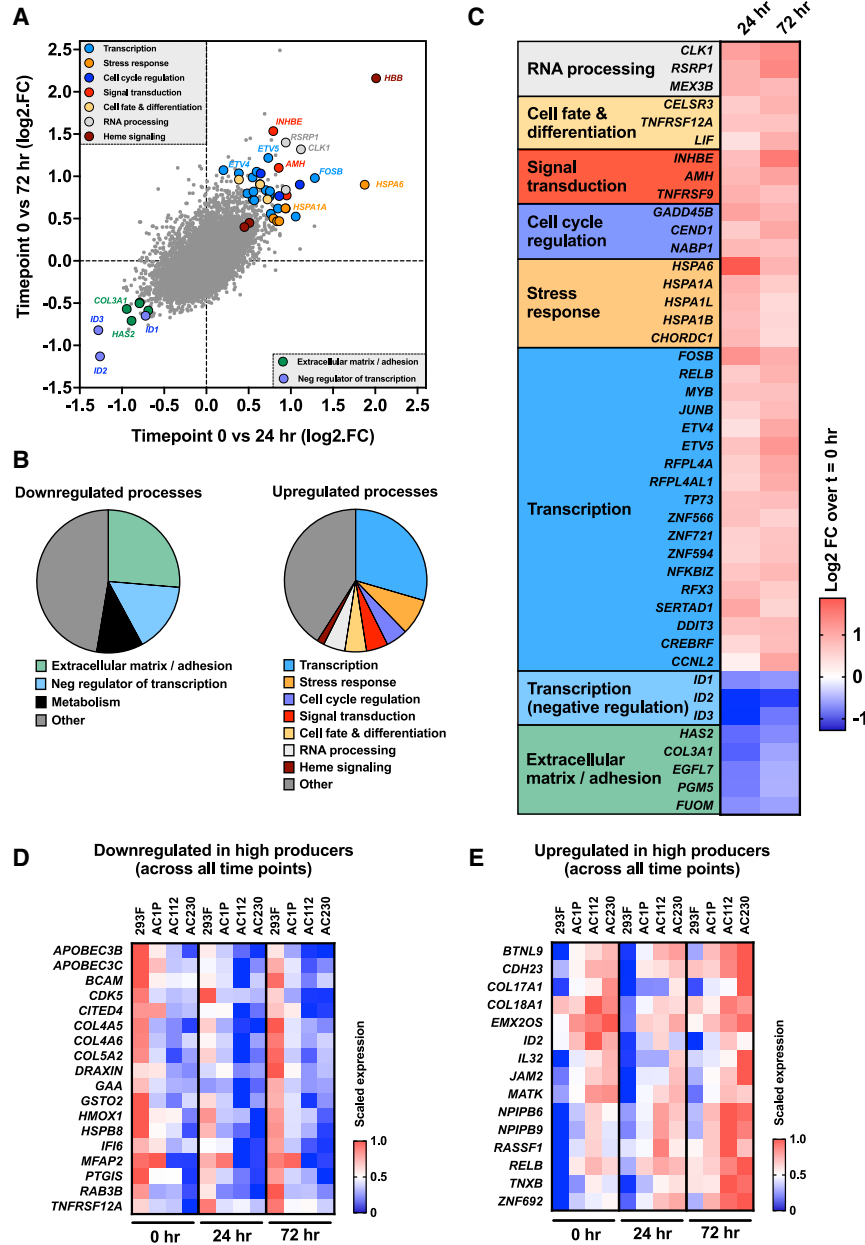 A
Timepoint 0 vs 72 hr (log2.FC)
2.5
2.0
1.5
1.0
0.5
0.0
-0.5
-1.0
-1.5
Transcription
Stress response
Cell cycle regulation
Signal transduction
Cell fate & differentiation
RNA processing
Heme signaling
HBB
INHBE
RSRP1
ETV5
CLK1
ETV4
AMH
FOSB
HSPA6
HSPA1A
COL3A1
ID3
HAS2
ID1
ID2
Extracellular matrix / adhesion
Neg regulator of transcription
-1.5 -1.0 -0.5 0.0 0.5 1.0 1.5 2.0 2.5
Timepoint 0 vs 24 hr (log2.FC)
B
Downregulated processes
Extracellular matrix / adhesion
Neg regulator of transcription
Metabolism
Other
Upregulated processes
Transcription
Stress response
Cell cycle regulation
Signal transduction
Cell fate & differentiation
RNA processing
Heme signaling
Other
C
24 hr
72 hr
RNA processing
CLK1
RSRP1
MEX3B
Cell fate &
differentiation
CELSR3
TNFRSF12A
LIF
Signal
transduction
INHBE
AMH
TNFRSF9
Cell cycle
regulation
GADD45B
CEND1
NABP1
Stress
response
HSPA6
HSPA1A
HSPA1L
HSPA1B
CHORDC1
Transcription
FOSB
RELB
MYB
JUNB
ETV4
ETV5
RFPL4A
RFPL4AL1
TP73
ZNF566
ZNF721
ZNF594
NFKBIZ
RFX3
SERTAD1
DDIT3
CREBRF
CCNL2
Transcription
(negative regulation)
ID1
ID2
ID3
Extracellular
matrix / adhesion
HAS2
COL3A1
EGFL7
PGM5
FUOM
Log2 FC over t = 0 hr
1
0
-1
D
Downregulated in high producers
(across all time points)
293F AC1P AC112 AC230 293F AC1P AC112 AC230 293F AC1P AC112 AC230
APOBEC3B
APOBEC3C
BCAM
CDK5
CITED4
COL4A5
COL4A6
COL5A2
DRAXIN
GAA
GSTO2
HMOX1
HSPB8
IFI6
MFAP2
PTGIS
RAB3B
TNFRSF12A
0 hr 24 hr 72 hr
Scaled expression
1.0
0.5
0
E
Upregulated in high producers
(across all time points)
293F AC1P AC112 AC230 293F AC1P AC112 AC230 293F AC1P AC112 AC230
BTNL9
CDH23
COL17A1
COL18A1
EMX2OS
ID2
IL32
JAM2
MATK
NPIPB6
NPIPB9
RASSF1
RELB
TNXB
ZNF692
0 hr 24 hr 72 hr
Scaled expression
1.0
0.5
0